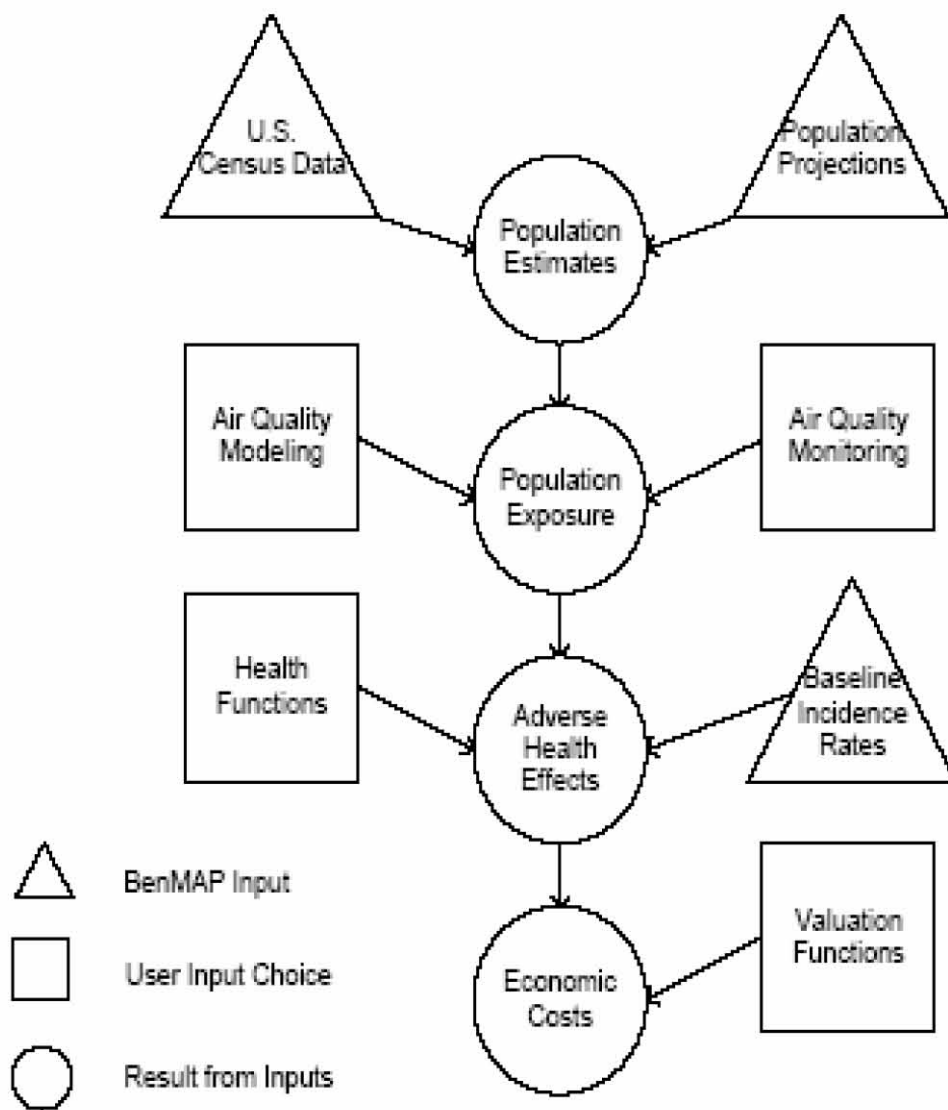 U.S.
Census Data
Population
Projections
Population
Estimates
Air Quality
Modeling
Air Quality
Monitoring
Population
Exposure
Health
Functions
Baseline
Incidence
Rates
Adverse
Health
Effects
BenMAP Input
Valuation
Functions
User Input Choice
Economic
Costs
Result from Inputs